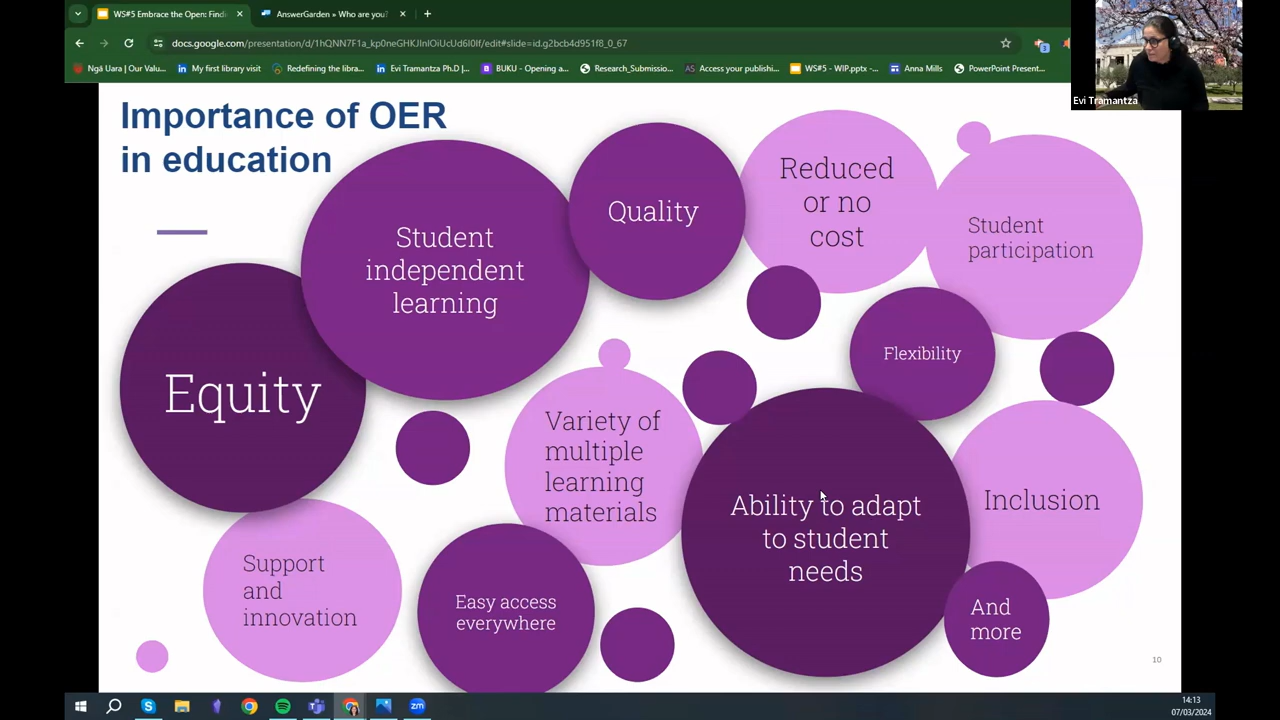 WS#5 Embrace the Open: Findi
AnswerGarden » Who are you?
docs.google.com/presentation/d/1hQNN7F1a_kp0neGHKJlnlOiUcUd6I0If/edit#slide=id.g2bcb4d951f8_0_67
Ngā Uara | Our Valu...
My first library visit
Redefining the libra...
Evi Tramantza Ph.D |...
BUKU - Opening a...
Research_Submissio...
Access your publishi...
WS#5 - WIP.pptx -...
Anna Mills
PowerPoint Present...
Evi Tramantza
Importance of OER
in education
Student
independent
learning
Quality
Reduced
or no
cost
Student
participation
Equity
Flexibility
Variety of
multiple
learning
materials
Ability to adapt
to student
needs
Inclusion
Support
and
innovation
Easy access
everywhere
And
more
10
14:13
07/03/2024